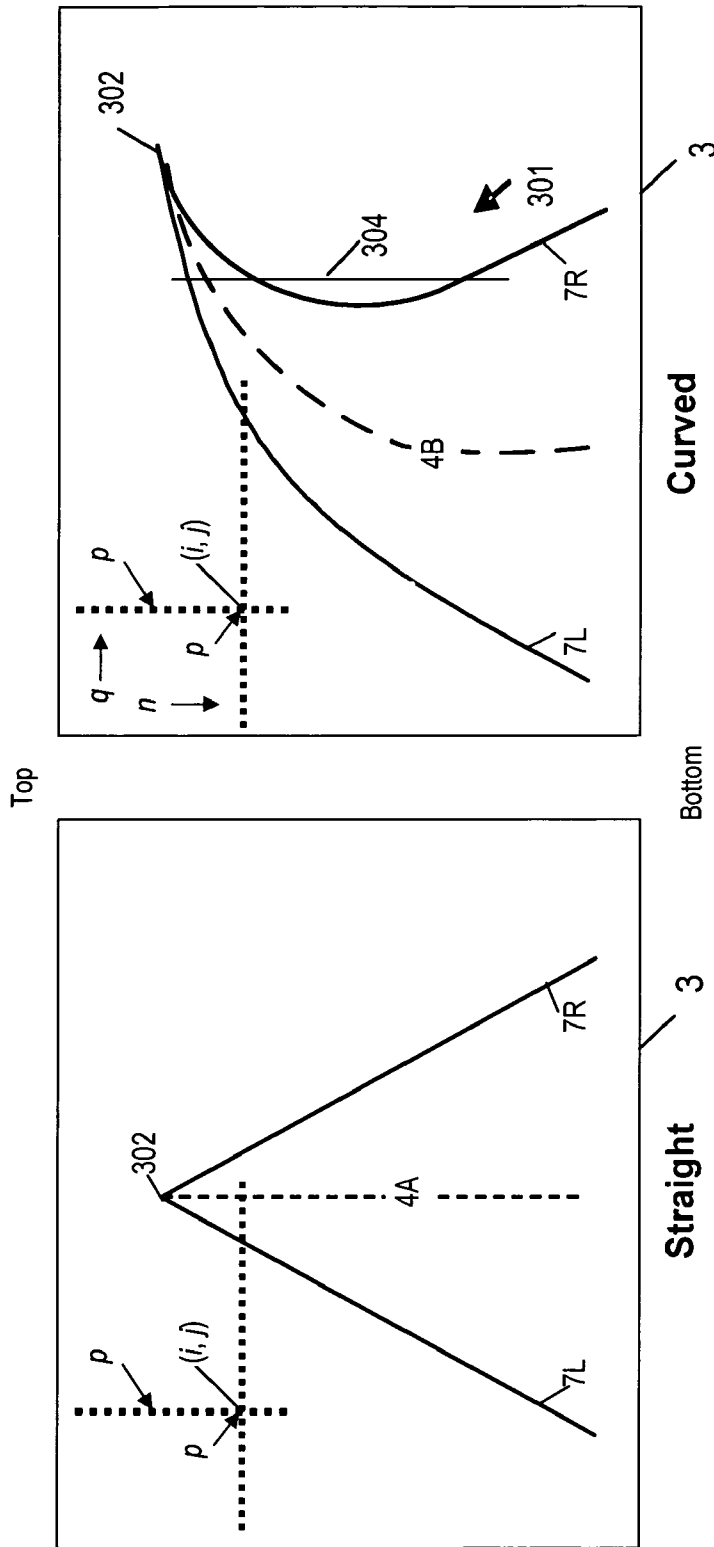 Top
302
p
(i, j)
p
4A
7L
7R
3
Straight
q
n
p
(i, j)
p
302
304
301
4B
7L
7R
3
Curved
Bottom